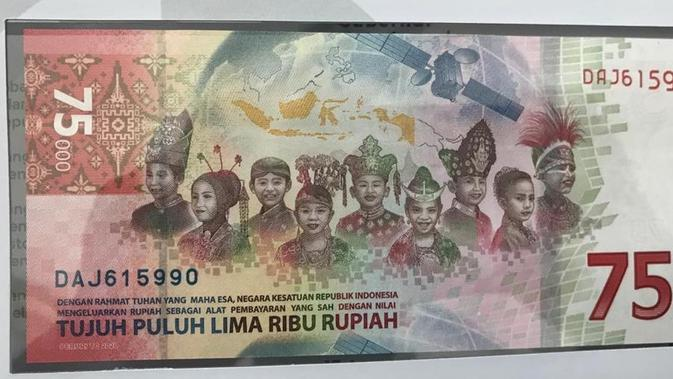 DAJ6159
75
000
DAJ615990
DENGAN RAHMAT TUHAN YANG MAHA ESA, NEGARA KESATUAN REPUBLIK INDONESIA
MENGELUARKAN RUPIAH SEBAGAI ALAT PEMBAYARAN YANG SAH DENGAN NILAI
TUJUH PULUH LIMA RIBU RUPIAH
75